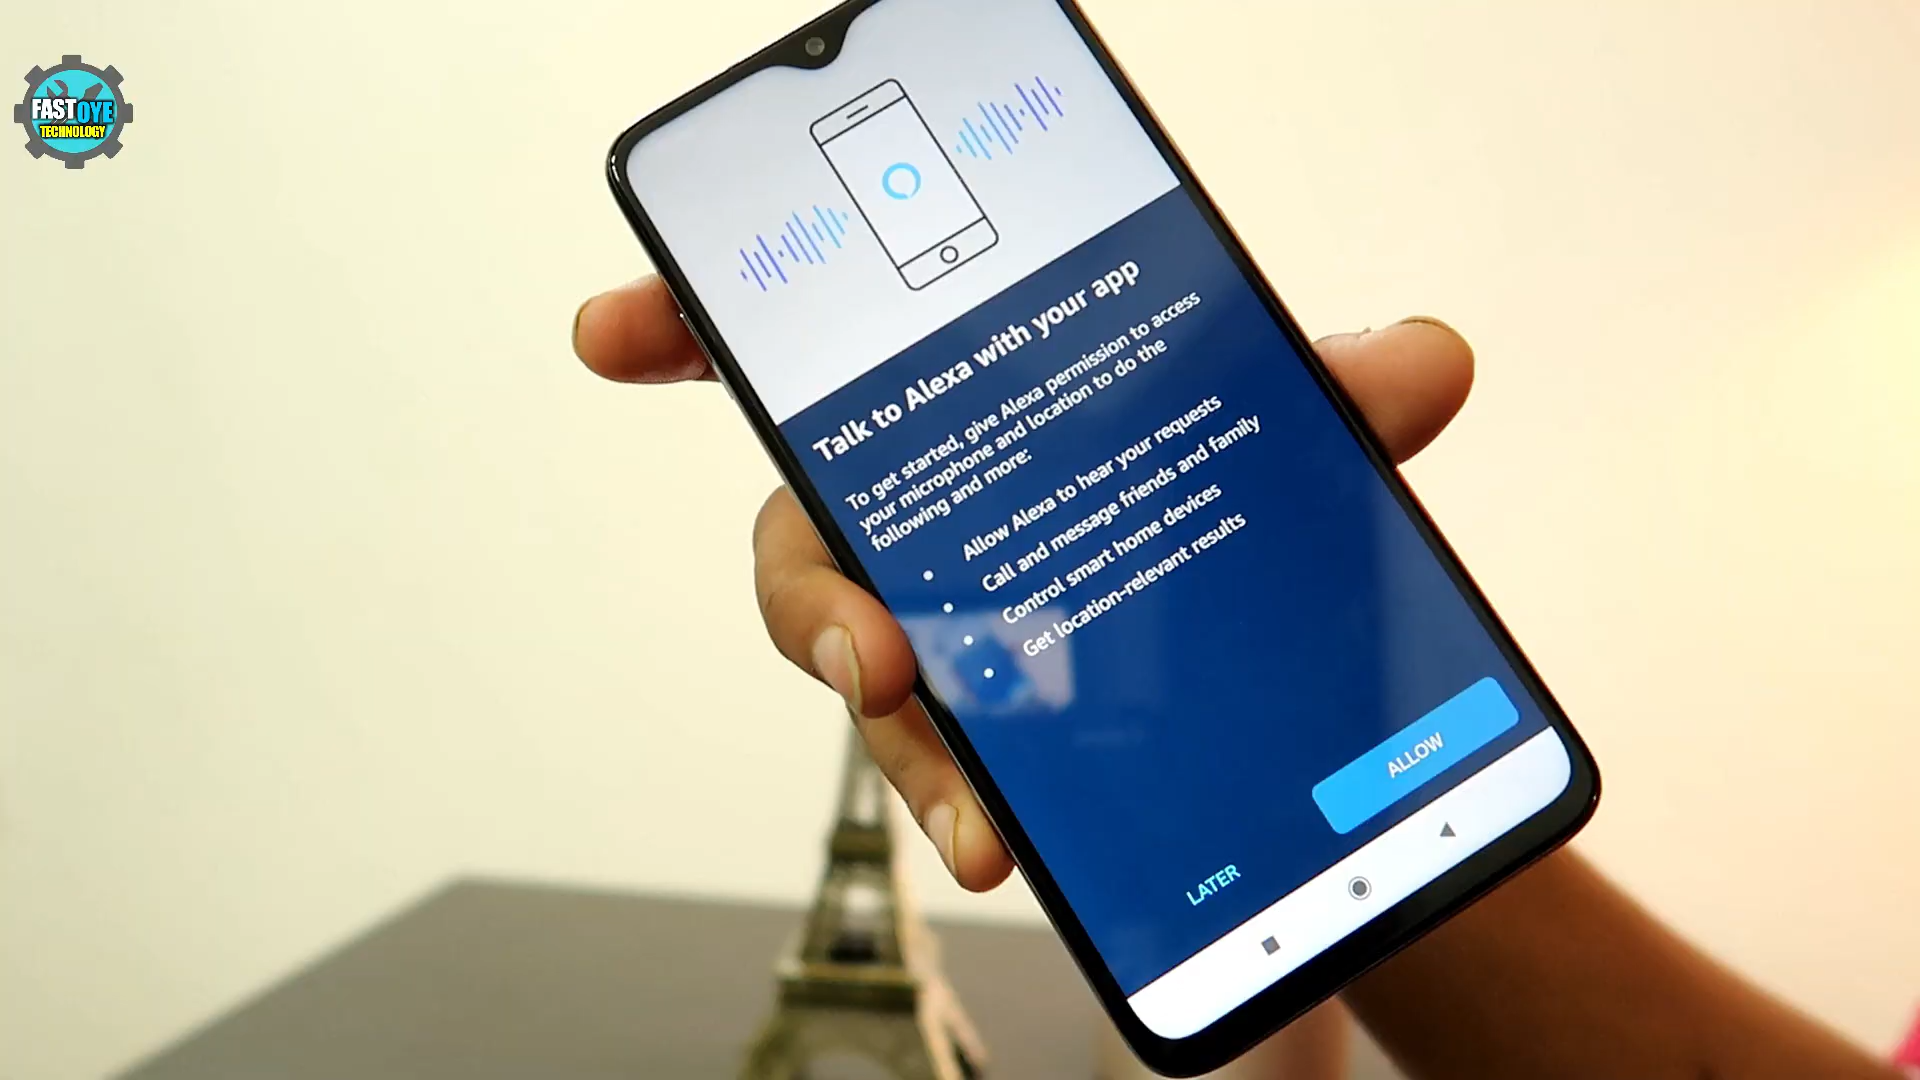 FAST OYE
TECHNOLOGY
Talk to Alexa with your app
To get started, give Alexa permission to access
your microphone and location to do the
following and more:
• Allow Alexa to hear your requests
• Call and message friends and family
• Control smart home devices
• Get location-relevant results
ALLOW
LATER